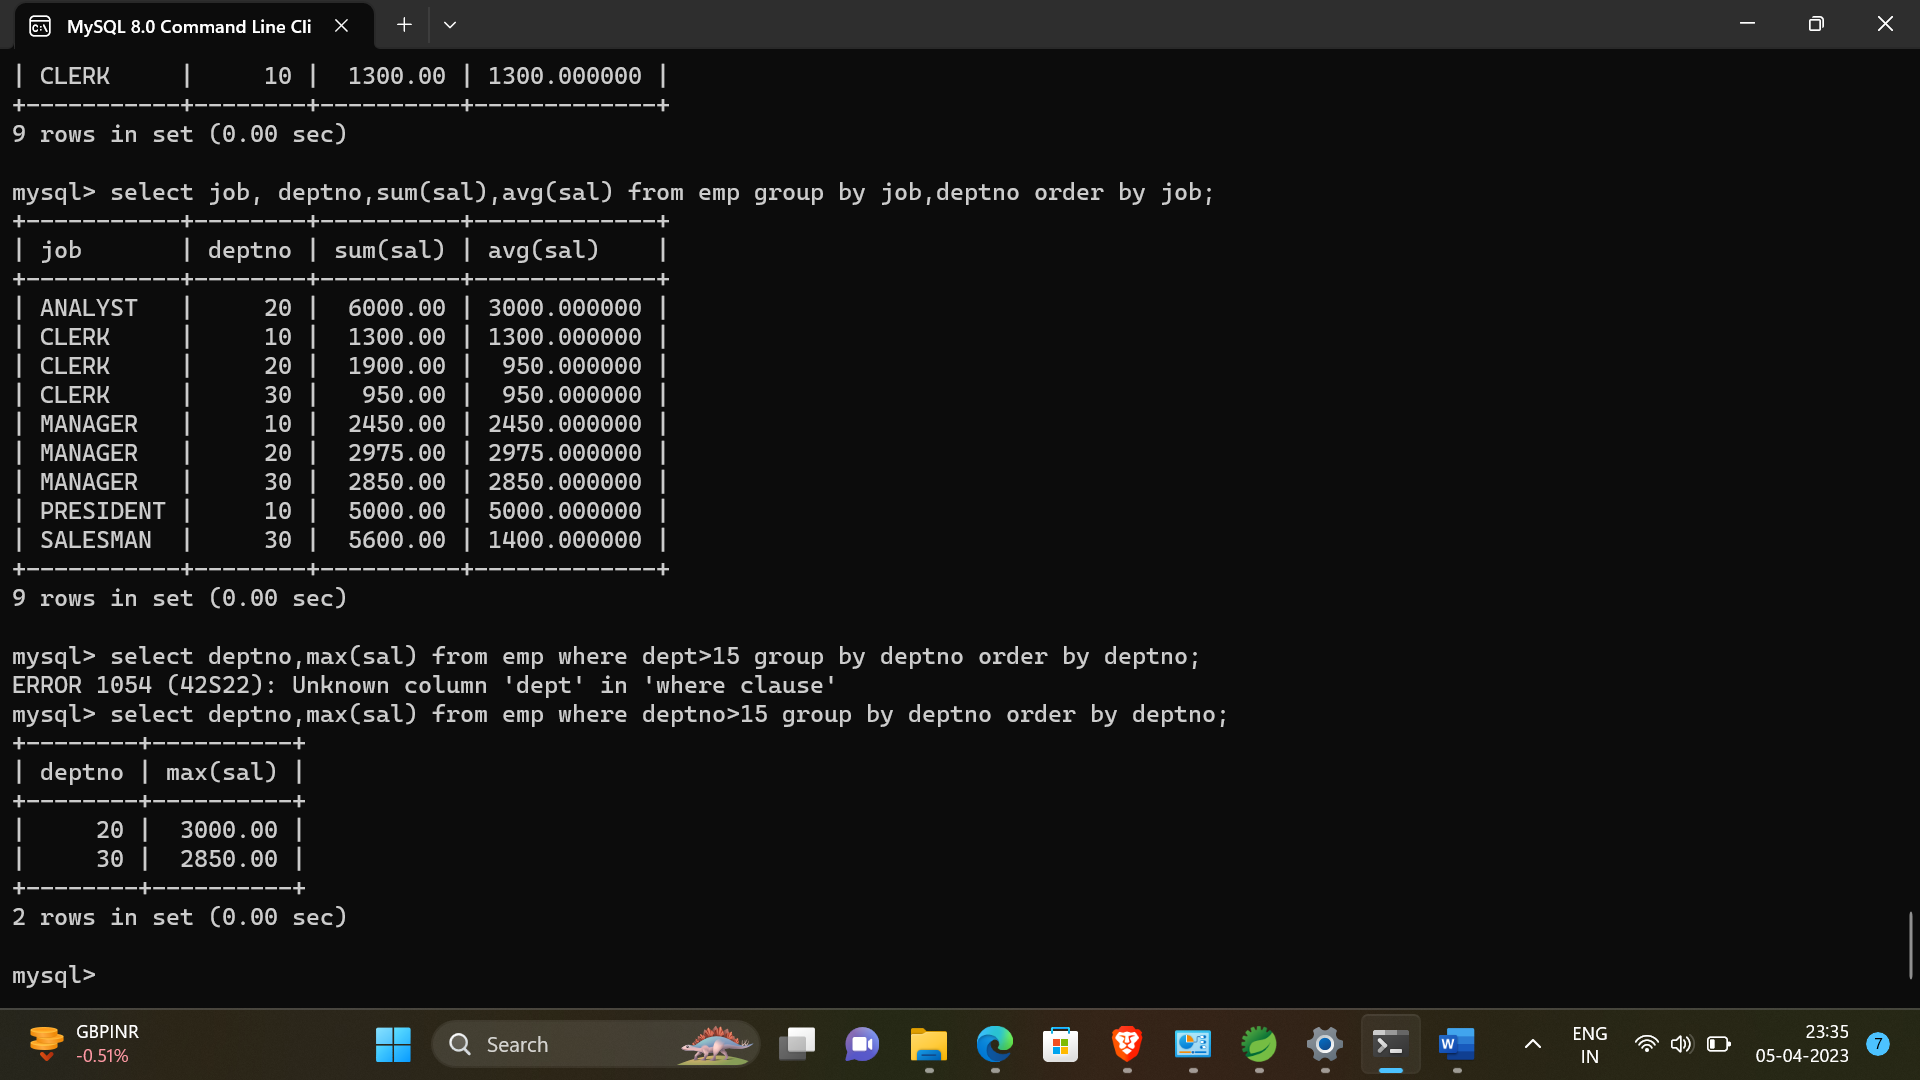 MySQL 8.0 Command Line Cli
| CLERK     |     10 |  1300.00 | 1300.000000 |
+-----------+--------+----------+-------------+
9 rows in set (0.00 sec)
mysql> select job, deptno,sum(sal),avg(sal) from emp group by job,deptno order by job;
+-----------+--------+----------+-------------+
| job       | deptno | sum(sal) | avg(sal)    |
+-----------+--------+----------+-------------+
| ANALYST   |     20 |  6000.00 | 3000.000000 |
| CLERK     |     10 |  1300.00 | 1300.000000 |
| CLERK     |     20 |  1900.00 |  950.000000 |
| CLERK     |     30 |   950.00 |  950.000000 |
| MANAGER   |     10 |  2450.00 | 2450.000000 |
| MANAGER   |     20 |  2975.00 | 2975.000000 |
| MANAGER   |     30 |  2850.00 | 2850.000000 |
| PRESIDENT |     10 |  5000.00 | 5000.000000 |
| SALESMAN  |     30 |  5600.00 | 1400.000000 |
+-----------+--------+----------+-------------+
9 rows in set (0.00 sec)
mysql> select deptno,max(sal) from emp where dept>15 group by deptno order by deptno;
ERROR 1054 (42S22): Unknown column 'dept' in 'where clause'
mysql> select deptno,max(sal) from emp where deptno>15 group by deptno order by deptno;
+--------+----------+
| deptno | max(sal) |
+--------+----------+
|     20 |  3000.00 |
|     30 |  2850.00 |
+--------+----------+
2 rows in set (0.00 sec)
mysql>
GBPINR
-0.51%
Search
W
ENG
IN
23:35
05-04-2023
7